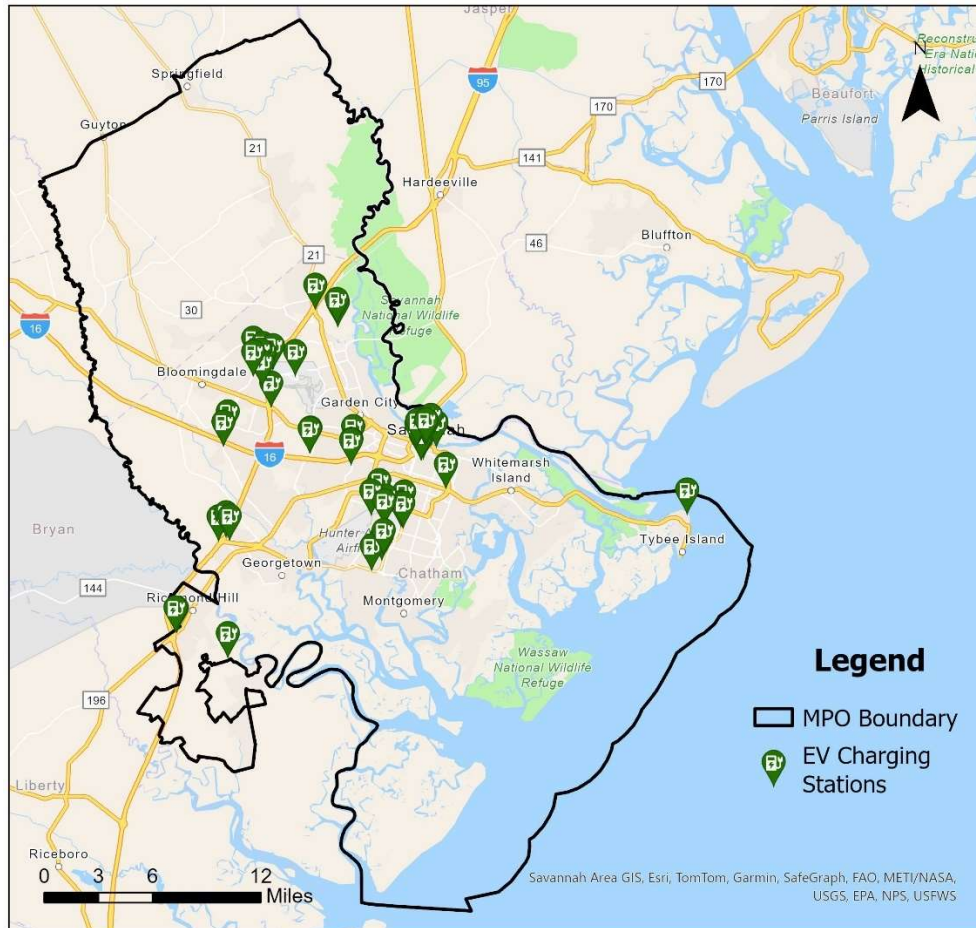 Jasper
Reconstru
Era Nati
Historical
N
95
170
170
Beaufort
Parris Island
Springfield
Guyton
21
141
Hardeeville
46
Bluffton
21
30
Savannah
National Wildlife
Refuge
16
Bloomingdale
Garden City
16
Whitemarsh
Island
Bryan
Tybee Island
Georgetown
Chatham
144
Richmond Hill
Montgomery
Wassaw
National Wildlife
Refuge
Legend
MPO Boundary
EV Charging
Stations
196
Liberty
Riceboro
0 3 6 12
Miles
Savannah Area GIS, Esri, TomTom, Garmin, SafeGraph, FAO, METI/NASA,
USGS, EPA, NPS, USFWS